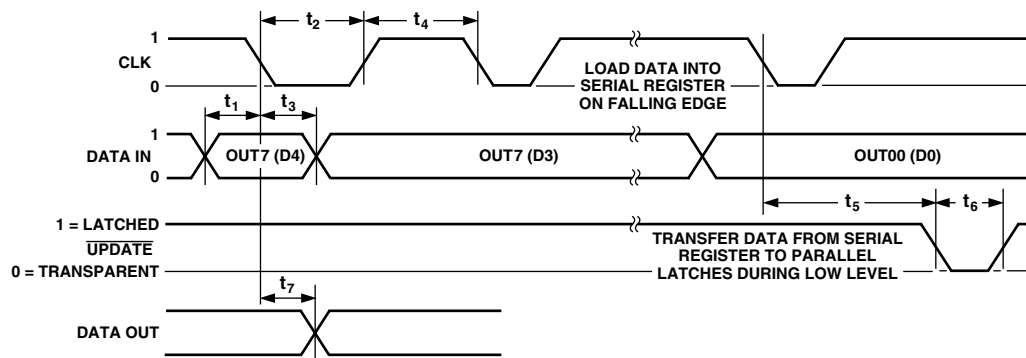 t2
t4
1
CLK
0
LOAD DATA INTO
SERIAL REGISTER
ON FALLING EDGE
t1
t3
1
DATA IN
0
OUT7 (D4)
OUT7 (D3)
OUT00 (D0)
t5
t6
1 = LATCHED
UPDATE
0 = TRANSPARENT
TRANSFER DATA FROM SERIAL
REGISTER TO PARALLEL
LATCHES DURING LOW LEVEL
t7
DATA OUT